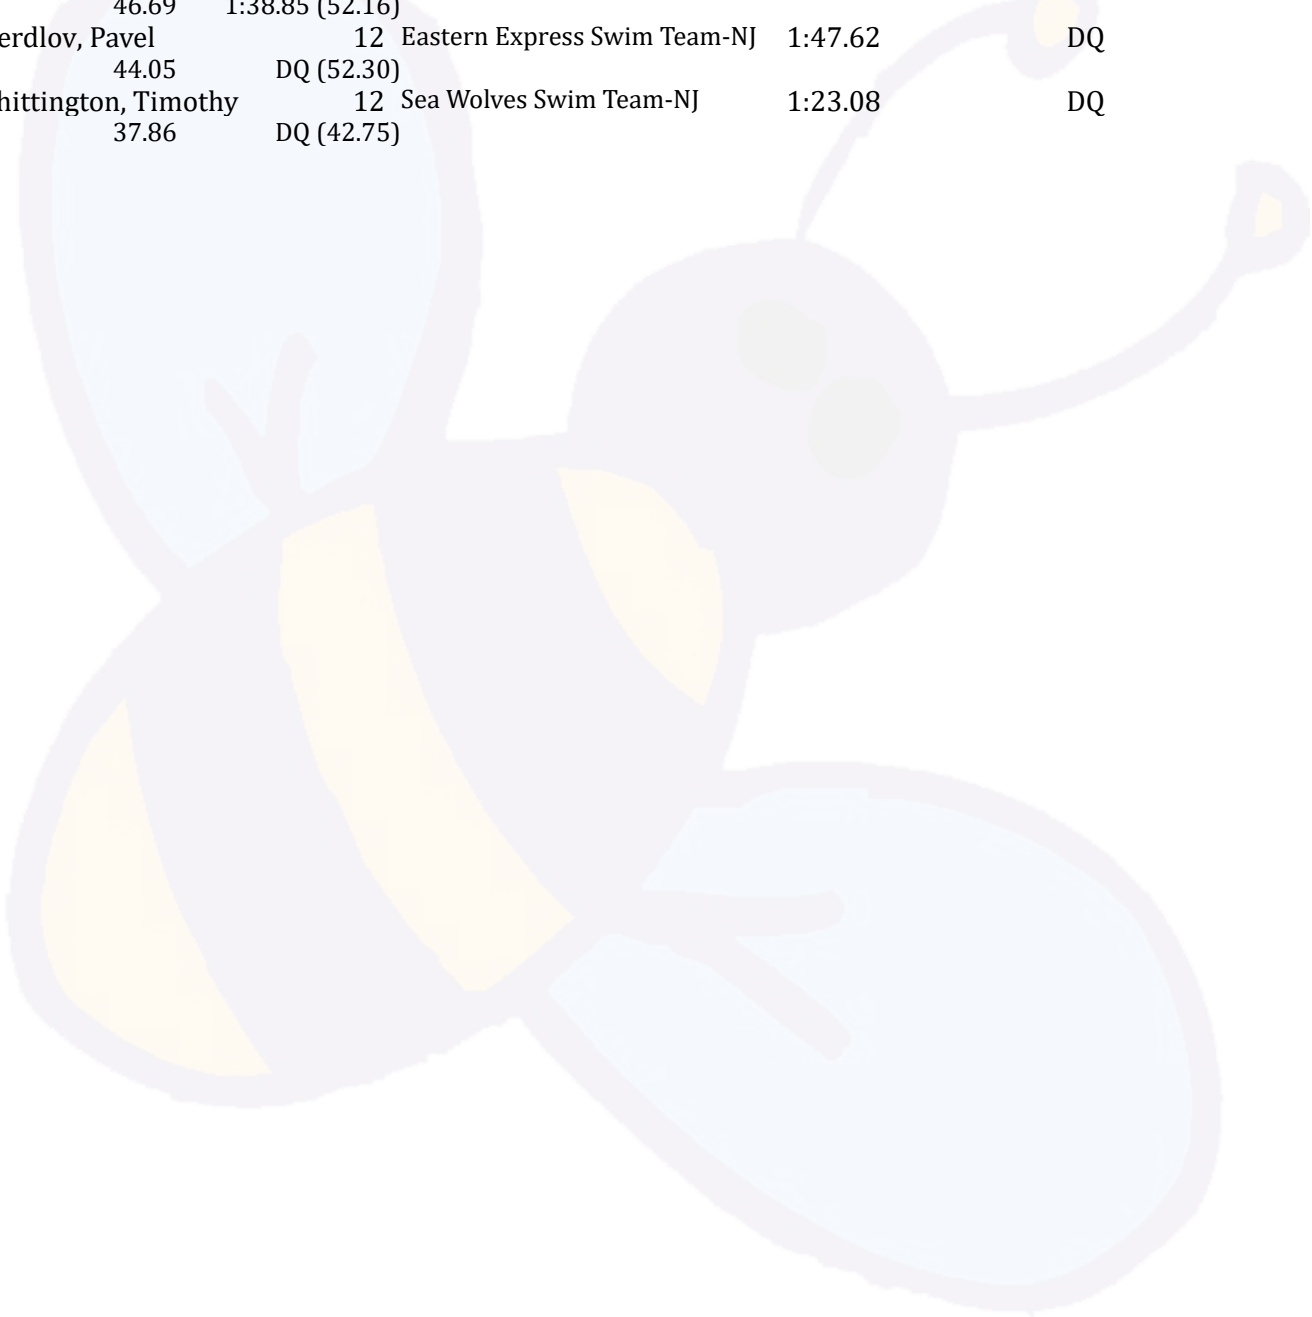 46.69 1:38.85 (52.16)
erdlov, Pavel 12 Eastern Express Swim Team-NJ 1:47.62 DQ
44.05 DQ (52.30)
hittington, Timothy 12 Sea Wolves Swim Team-NJ 1:23.08 DQ
37.86 DQ (42.75)